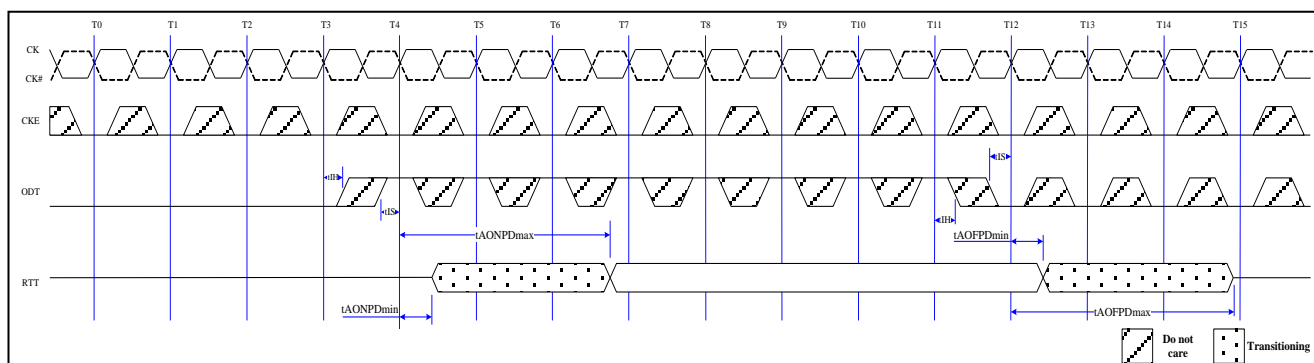 T0 T1 T2 T3 T4 T5 T6 T7 T8 T9 T10 T11 T12 T13 T14 T15
CK
CK#
CKE
tIS
tIH
ODT
tIS
tIH
tAONPDmax
tAOFPDmin
RTT
tAONPDmin
tAOFPDmax
Do not
care
Transitioning